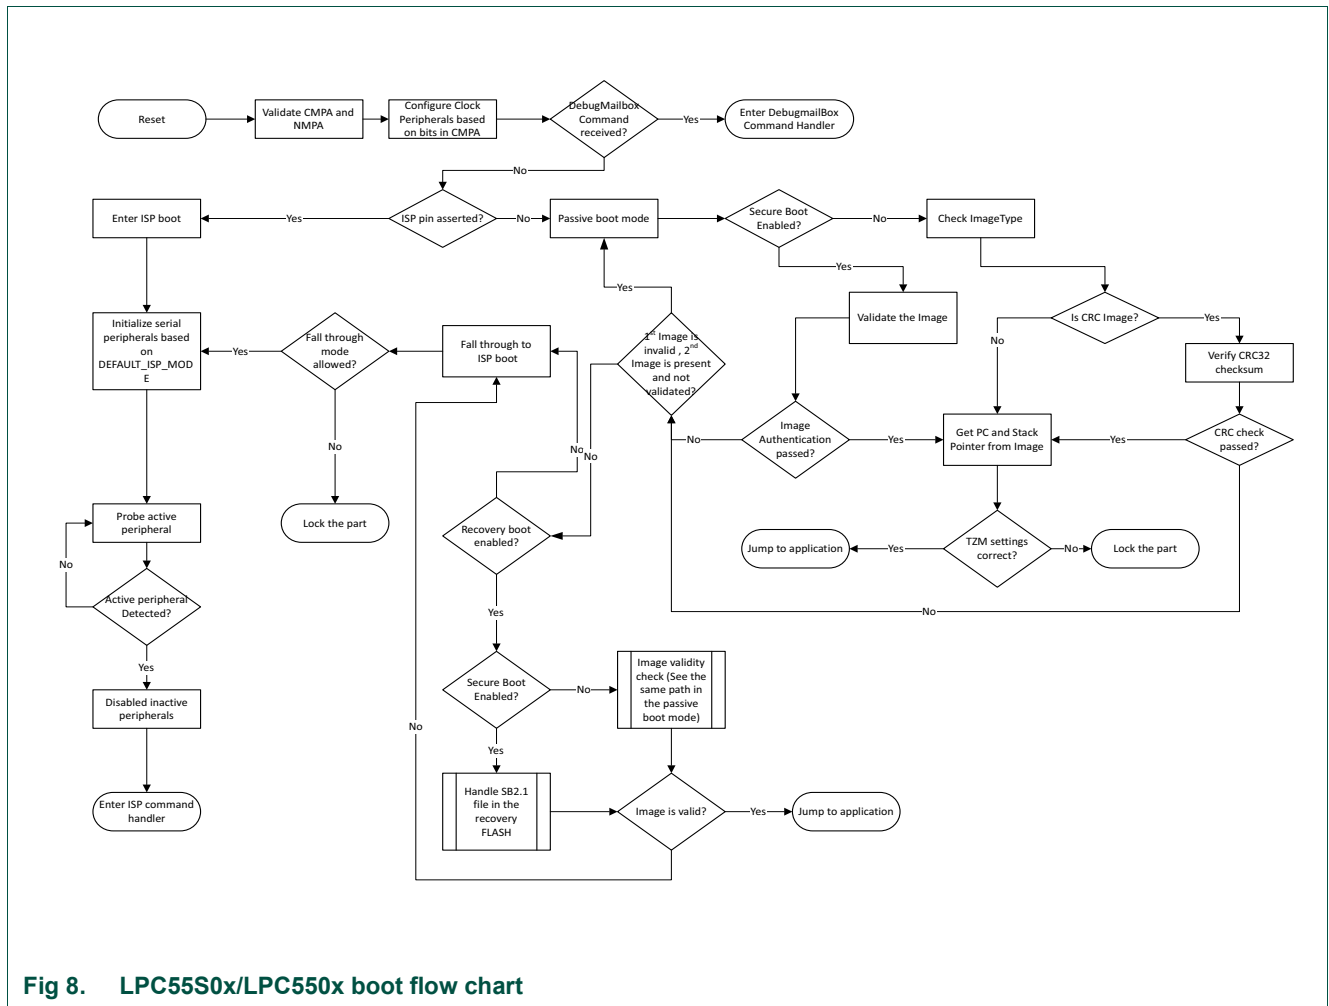 Reset
Validate CMPA and
NMPA
Configure Clock
Peripherals based
on bits in CMPA
DebugMailbox
Command
received?
Yes
Enter DebugmailBox
Command Handler
No
Enter ISP boot
Yes
ISP pin asserted?
No
Passive boot mode
Secure Boot
Enabled?
No
Check ImageType
Yes
Yes
Validate the Image
Is CRC Image?
Yes
No
Verify CRC32
checksum
Initialize serial
peripherals based
on
DEFAULT_ISP_MOD
E
Yes
Fall through
mode
allowed?
Fall through to
ISP boot
1st Image is
invalid , 2nd
Image is present
and not
validated?
No
No
No
Image
Authentication
passed?
Yes
Get PC and Stack
Pointer from Image
Yes
CRC check
passed?
No
Lock the part
Probe active
peripheral
No
Active peripheral
Detected?
Yes
Disabled inactive
peripherals
Enter ISP command
handler
Recovery boot
enabled?
Jump to application
Yes
TZM settings
correct?
No
Lock the part
No
Yes
Secure Boot
Enabled?
No
Image validity
check (See the
same path in
the passive
boot mode)
No
Yes
Handle SB2.1
file in the
recovery
FLASH
Image is valid?
Yes
Jump to application
Fig 8. LPC55S0x/LPC550x boot flow chart